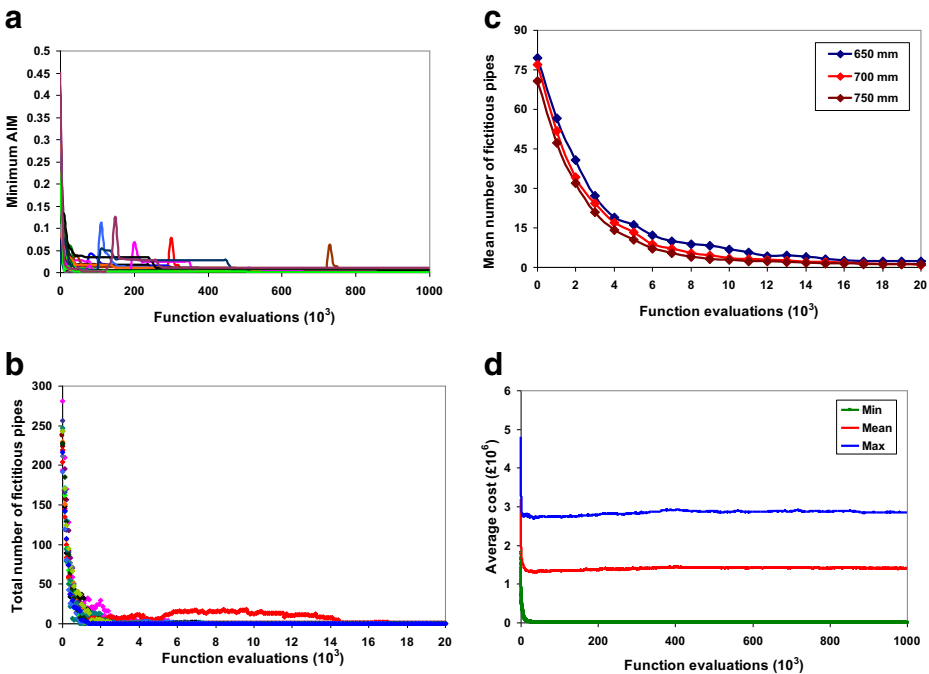 a
0.5
0.45
0.4
0.35
0.3
0.25
0.2
0.15
0.1
0.05
0
0 200 400 600 800 1000
Minimum AIM
Function evaluations (10³)
c
90
75
60
45
30
15
0
0 2 4 6 8 10 12 14 16 18 20
Mean number of fictitious pipes
Function evaluations (10³)
650 mm
700 mm
750 mm
b
300
250
200
150
100
50
0
0 2 4 6 8 10 12 14 16 18 20
Total number of fictitious pipes
Function evaluations (10³)
d
6
5
4
3
2
1
0
0 200 400 600 800 1000
Average cost (£10⁶)
Function evaluations (10³)
Min
Mean
Max